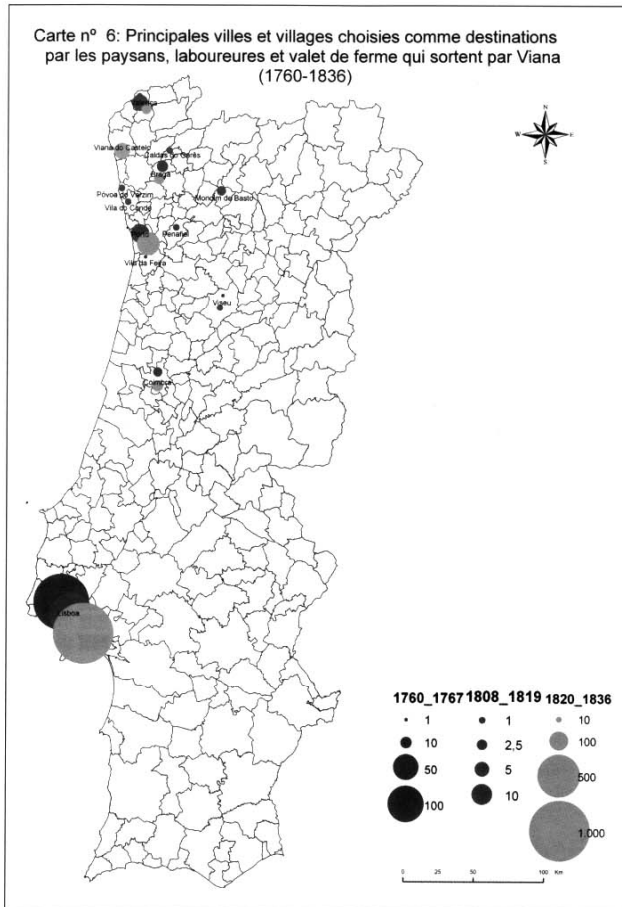 Carte nº 6: Principales villes et villages choisies comme destinations
par les paysans, laboureures et valet de ferme qui sortent par Viana
(1760-1836)
N
W E
S
Valença
Viana do Castelo
Caldas do Gerês
Braga
Póvoa de Varzim
Mondim de Basto
Vila do Conde
Porto
Penafiel
Vila da Feira
Viseu
Coimbra
Lisboa
1760_1767 1808_1819 1820_1836
1 1 10
10 2,5 100
50 5 500
100 10 1.000
0 25 50 100 Km